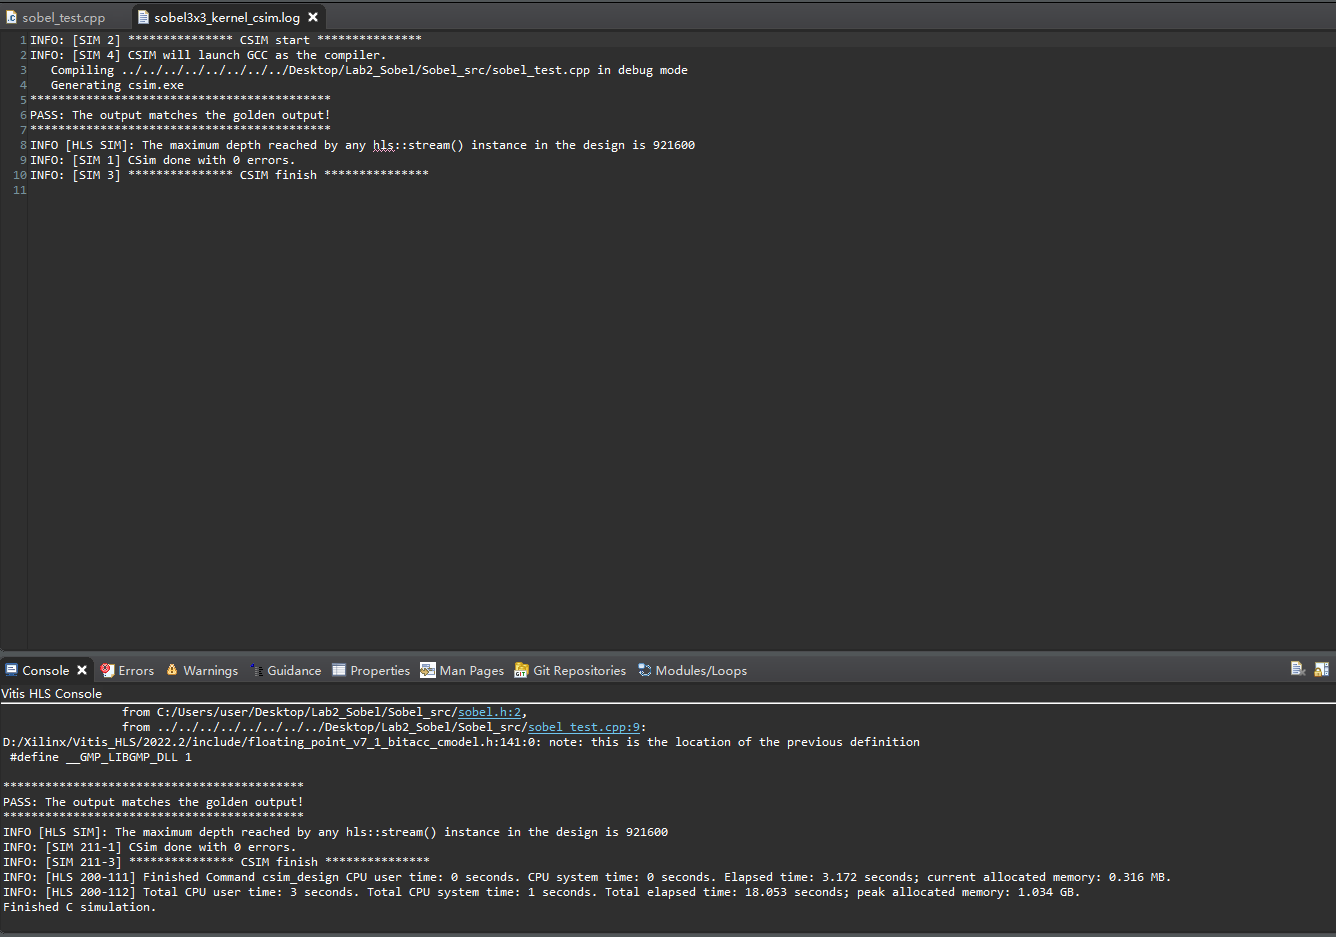 sobel_test.cpp sobel3x3_kernel_csim.log
1 INFO: [SIM 2] *************** CSIM start ***************
2 INFO: [SIM 4] CSIM will launch GCC as the compiler.
3    Compiling ../../../../../../../../Desktop/Lab2_Sobel/Sobel_src/sobel_test.cpp in debug mode
4    Generating csim.exe
5 *******************************************
6 PASS: The output matches the golden output!
7 *******************************************
8 INFO [HLS SIM]: The maximum depth reached by any hls::stream() instance in the design is 921600
9 INFO: [SIM 1] CSim done with 0 errors.
10 INFO: [SIM 3] *************** CSIM finish ***************
11
Console Errors Warnings Guidance Properties Man Pages Git Repositories Modules/Loops
Vitis HLS Console
from C:/Users/user/Desktop/Lab2_Sobel/Sobel_src/sobel.h:2,
from ../../../../../../../../Desktop/Lab2_Sobel/Sobel_src/sobel_test.cpp:9:
D:/Xilinx/Vitis_HLS/2022.2/include/floating_point_v7_1_bitacc_cmodel.h:141:0: note: this is the location of the previous definition
#define __GMP_LIBGMP_DLL 1
*******************************************
PASS: The output matches the golden output!
*******************************************
INFO [HLS SIM]: The maximum depth reached by any hls::stream() instance in the design is 921600
INFO: [SIM 211-1] CSim done with 0 errors.
INFO: [SIM 211-3] *************** CSIM finish ***************
INFO: [HLS 200-111] Finished Command csim_design CPU user time: 0 seconds. CPU system time: 0 seconds. Elapsed time: 3.172 seconds; current allocated memory: 0.316 MB.
INFO: [HLS 200-112] Total CPU user time: 3 seconds. Total CPU system time: 1 seconds. Total elapsed time: 18.053 seconds; peak allocated memory: 1.034 GB.
Finished C simulation.